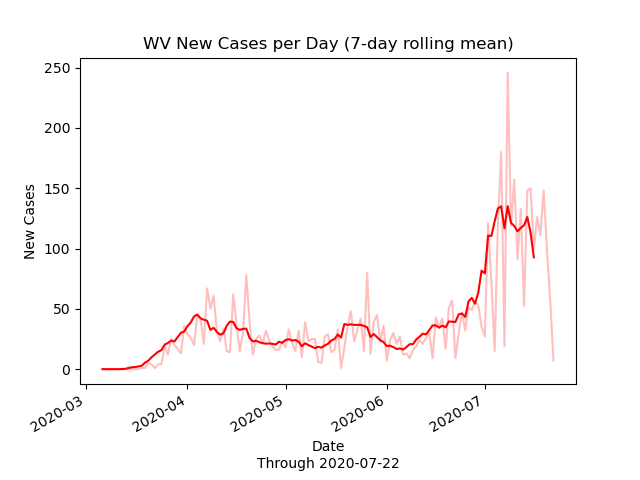 WV New Cases per Day (7-day rolling mean)
250
200
150
100
50
0
New Cases
2020-03
2020-04
2020-05
2020-06
2020-07
Date
Through 2020-07-22